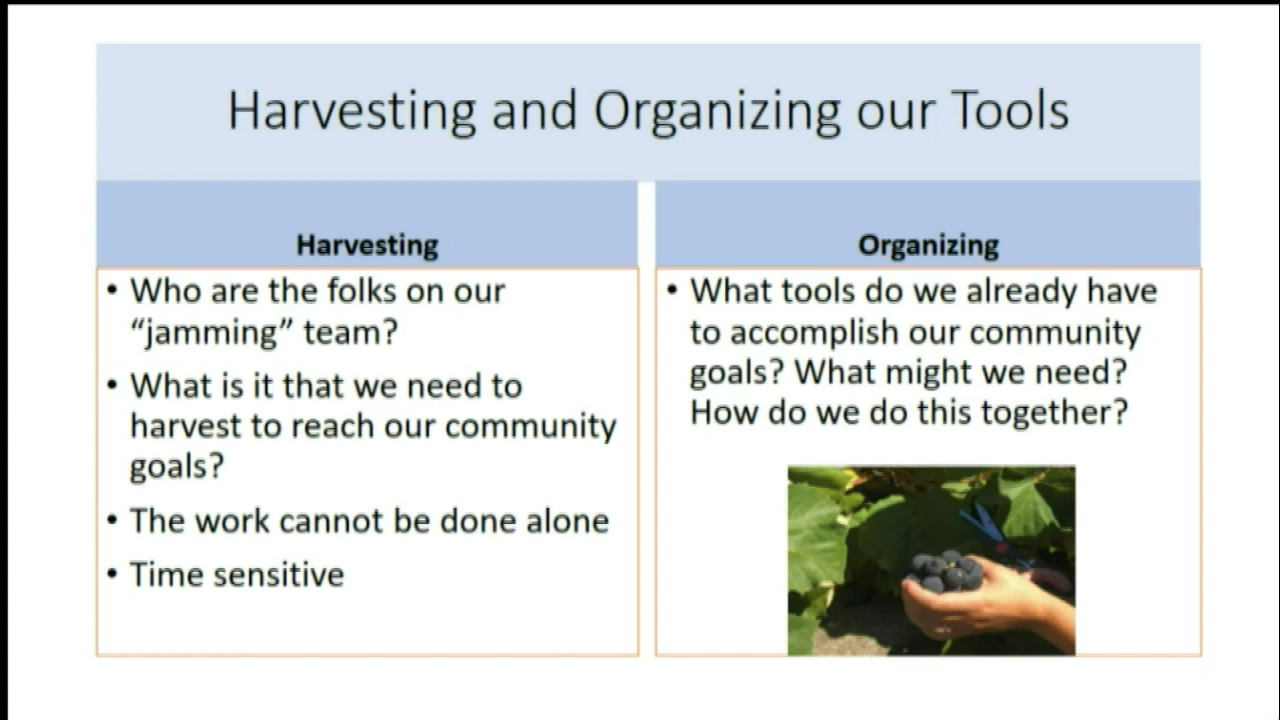 Harvesting and Organizing our Tools
Harvesting
• Who are the folks on our
“jamming” team?
• What is it that we need to
harvest to reach our community
goals?
• The work cannot be done alone
• Time sensitive
Organizing
• What tools do we already have
to accomplish our community
goals? What might we need?
How do we do this together?